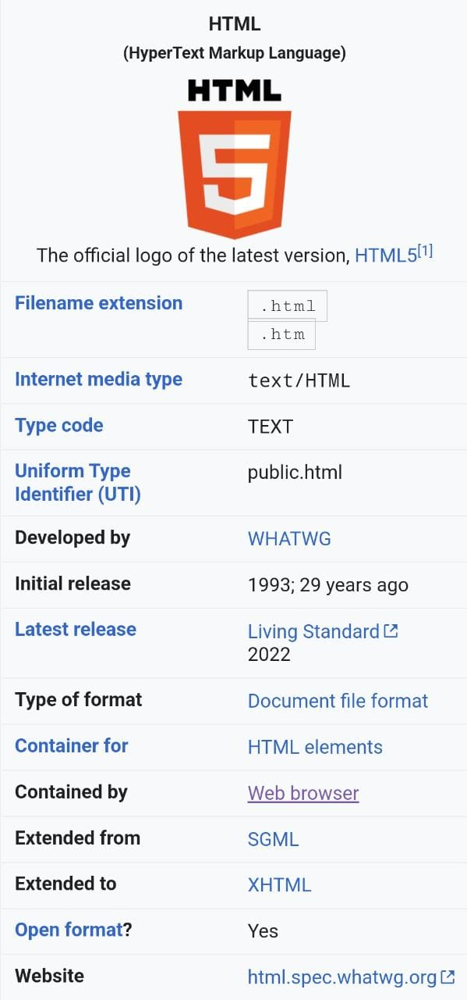 HTML
(HyperText Markup Language)
HTML
5
The official logo of the latest version, HTML5[1]
Filename extension .html
.htm
Internet media type text/HTML
Type code TEXT
Uniform Type public.html
Identifier (UTI)
Developed by WHATWG
Initial release 1993; 29 years ago
Latest release Living Standard
2022
Type of format Document file format
Container for HTML elements
Contained by Web browser
Extended from SGML
Extended to XHTML
Open format? Yes
Website html.spec.whatwg.org